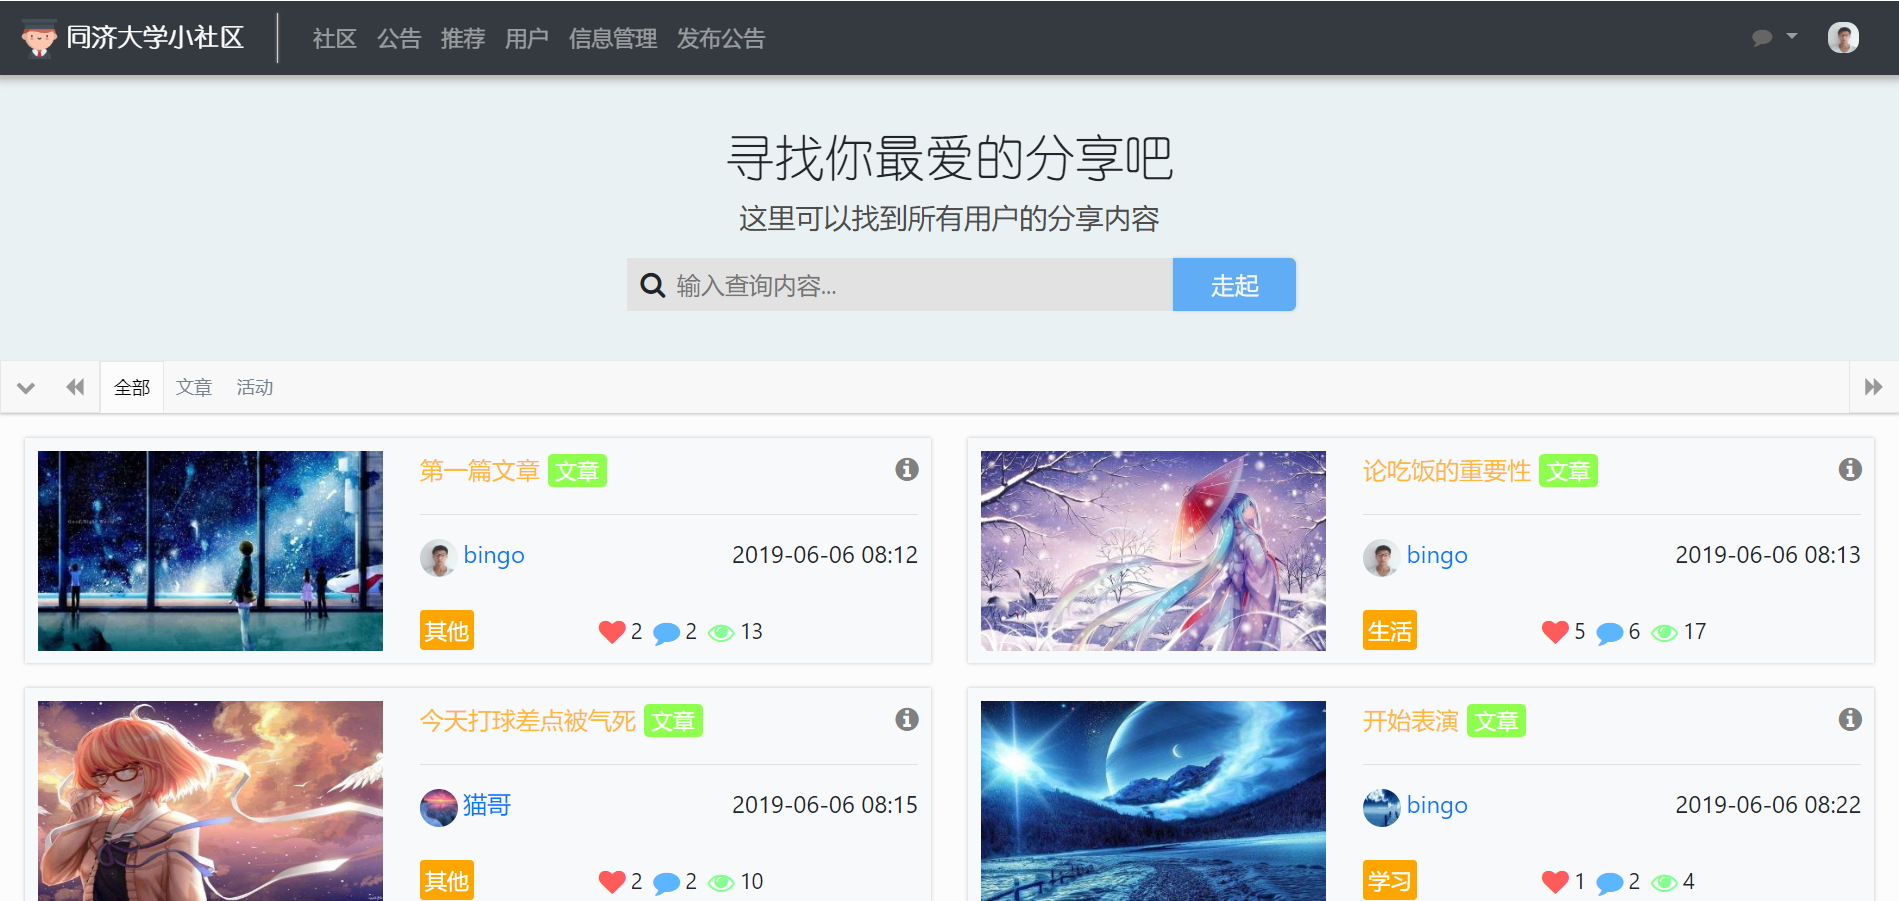 同济大学小社区 社区 公告 推荐 用户 信息管理 发布公告
寻找你最爱的分享吧
这里可以找到所有用户的分享内容
输入查询内容... 走起
全部 文章 活动
第一篇文章 文章
bingo 2019-06-06 08:12
其他 2 2 13
论吃饭的重要性 文章
bingo 2019-06-06 08:13
生活 5 6 17
今天打球差点被气死 文章
猫哥 2019-06-06 08:15
其他 2 2 10
开始表演 文章
bingo 2019-06-06 08:22
学习 1 2 4